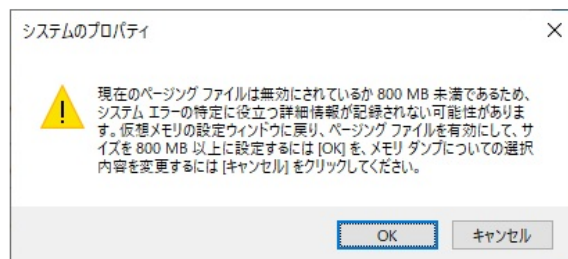 システムのプロパティ
現在のページング ファイルは無効にされているか 800 MB 未満であるため、
システム エラーの特定に役立つ詳細情報が記録されない可能性がありま
す。仮想メモリの設定ウィンドウに戻り、ページング ファイルを有効にして、サ
イズを 800 MB 以上に設定するには [OK] を、メモリ ダンプについての選択
内容を変更するには [キャンセル] をクリックしてください。
OK
キャンセル